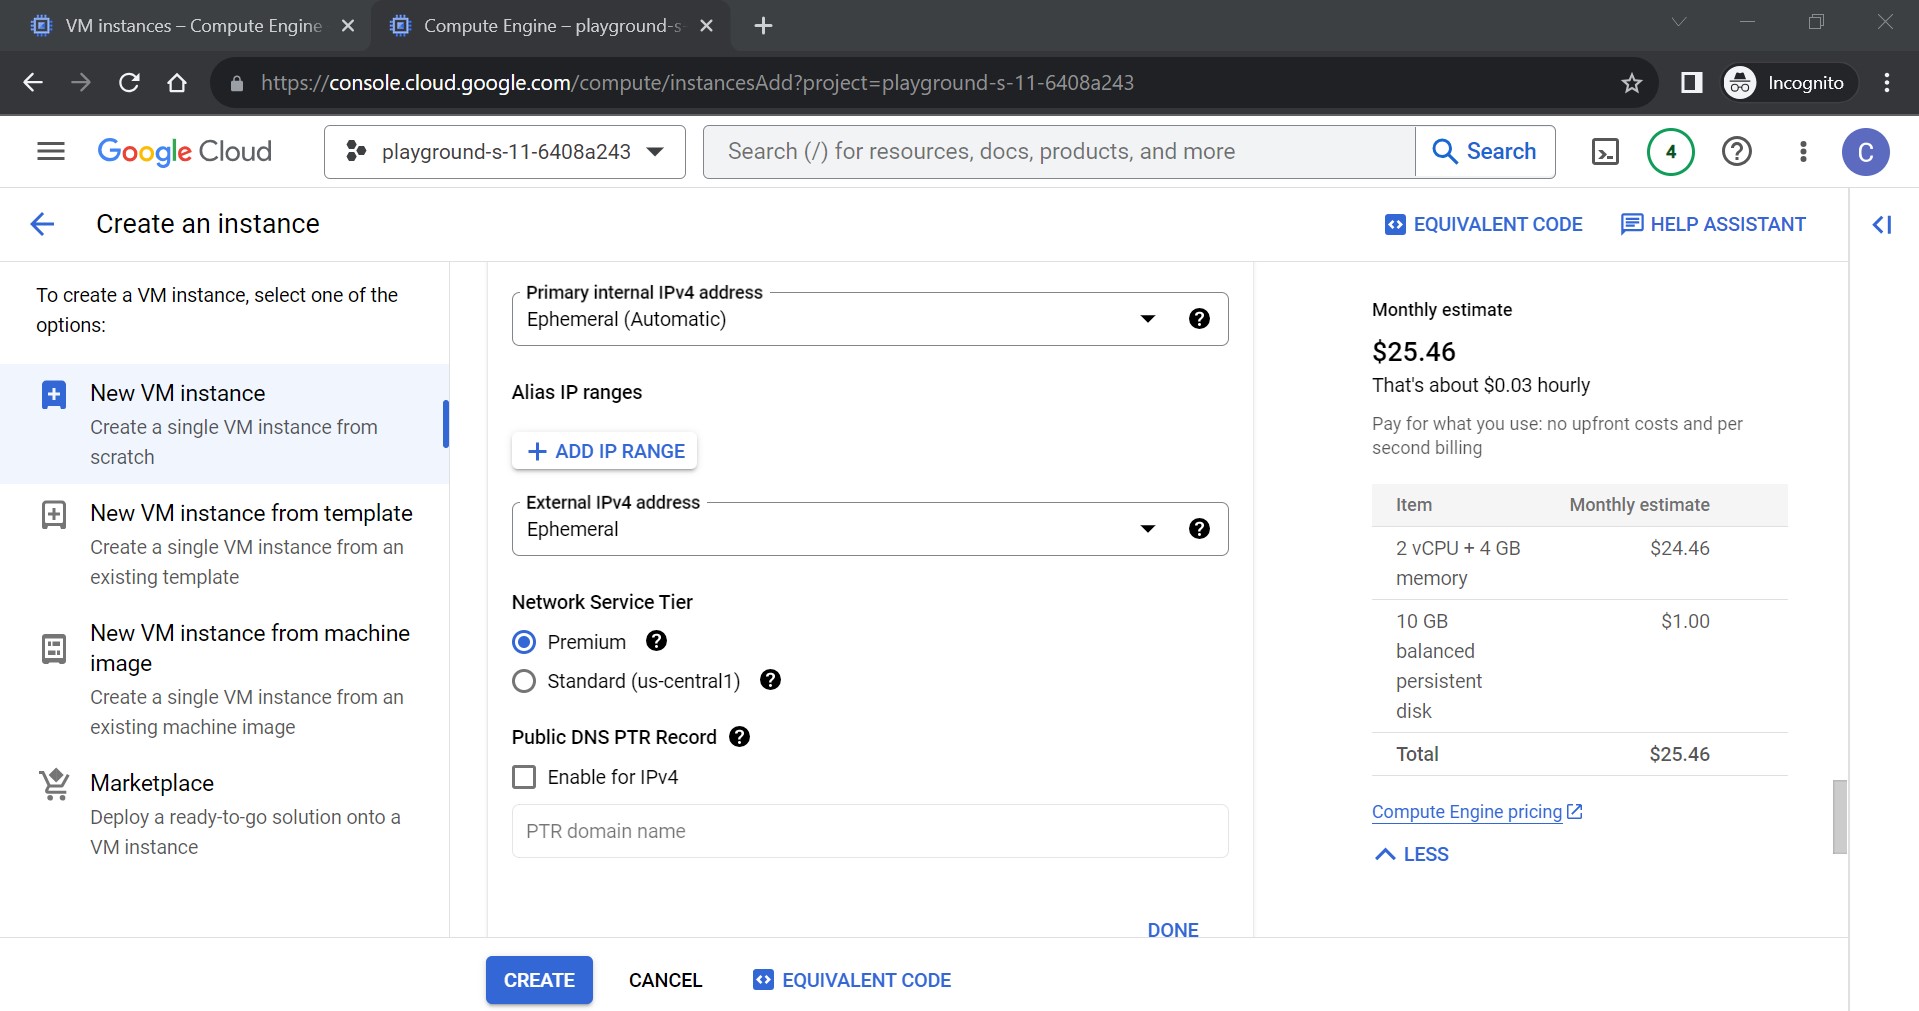 VM instances – Compute Engine
Compute Engine – playground-s-
https://console.cloud.google.com/compute/instancesAdd?project=playground-s-11-6408a243
Incognito
Google Cloud
playground-s-11-6408a243
Search (/) for resources, docs, products, and more
Search
4
C
Create an instance
EQUIVALENT CODE
HELP ASSISTANT
To create a VM instance, select one of the
options:
New VM instance
Create a single VM instance from
scratch
New VM instance from template
Create a single VM instance from an
existing template
New VM instance from machine
image
Create a single VM instance from an
existing machine image
Marketplace
Deploy a ready-to-go solution onto a
VM instance
Primary internal IPv4 address
Ephemeral (Automatic)
Alias IP ranges
ADD IP RANGE
External IPv4 address
Ephemeral
Network Service Tier
Premium
Standard (us-central1)
Public DNS PTR Record
Enable for IPv4
PTR domain name
DONE
Monthly estimate
$25.46
That's about $0.03 hourly
Pay for what you use: no upfront costs and per
second billing
Item Monthly estimate
2 vCPU + 4 GB $24.46
memory
10 GB $1.00
balanced
persistent
disk
Total $25.46
Compute Engine pricing
LESS
CREATE
CANCEL
EQUIVALENT CODE